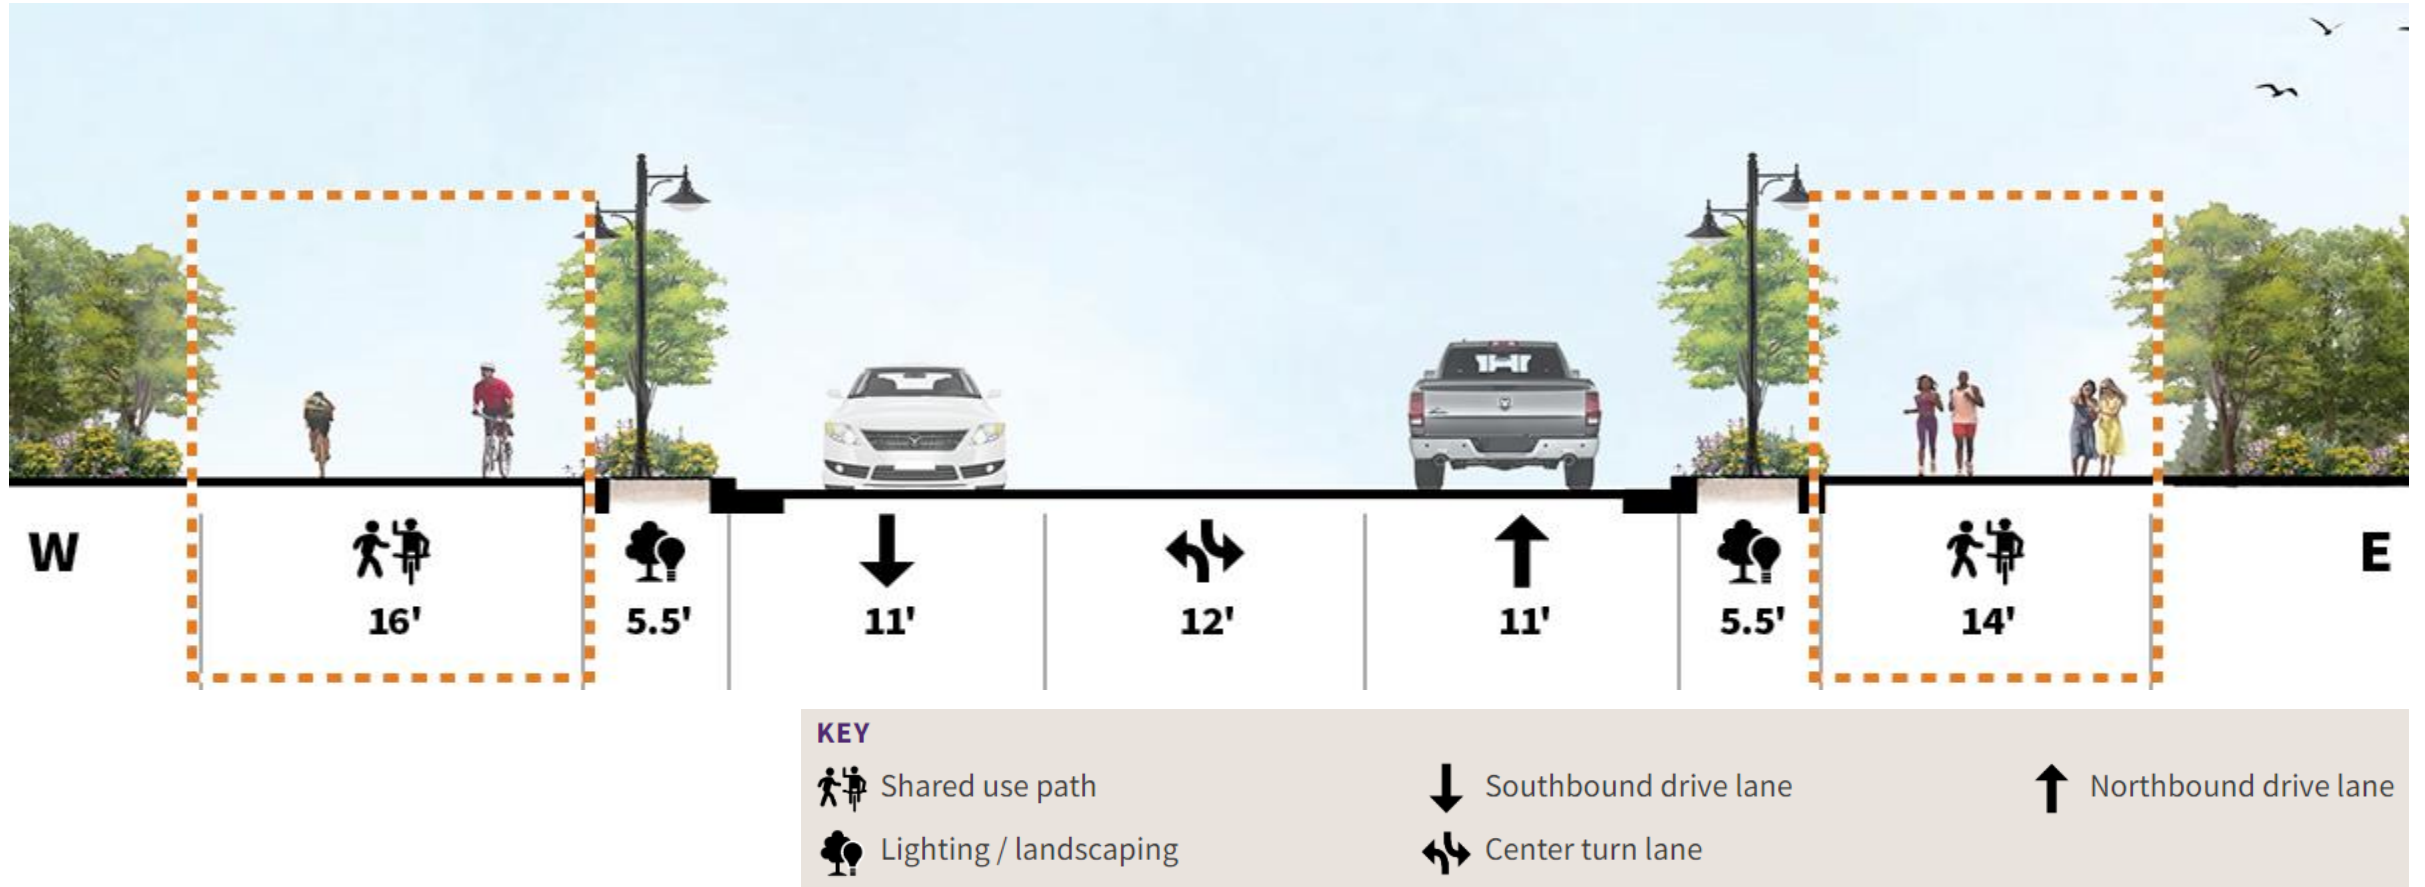 W
16'
5.5'
11'
12'
11'
5.5'
14'
E
KEY
Shared use path
Southbound drive lane
Northbound drive lane
Lighting / landscaping
Center turn lane